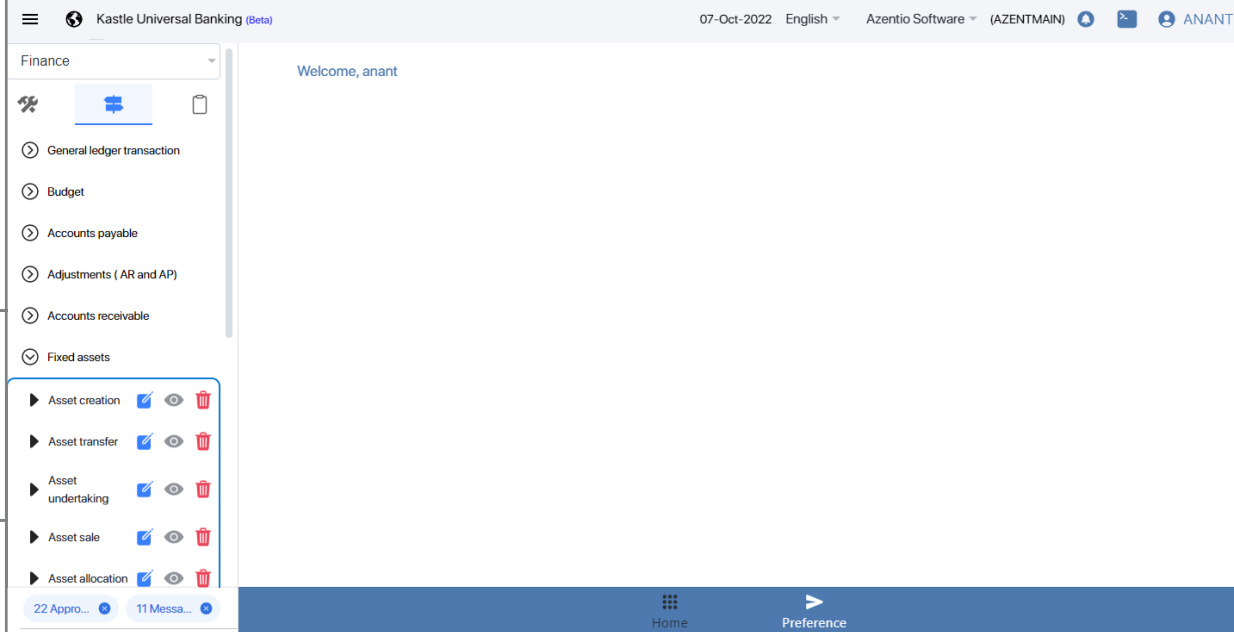 Kastle Universal Banking (Beta)
07-Oct-2022 English Azentio Software (AZENTMAIN) ANANT
Finance
Welcome, anant
General ledger transaction
Budget
Accounts payable
Adjustments ( AR and AP)
Accounts receivable
Fixed assets
Asset creation
Asset transfer
Asset
undertaking
Asset sale
Asset allocation
22 Appro... 11 Messa...
Home
Preference